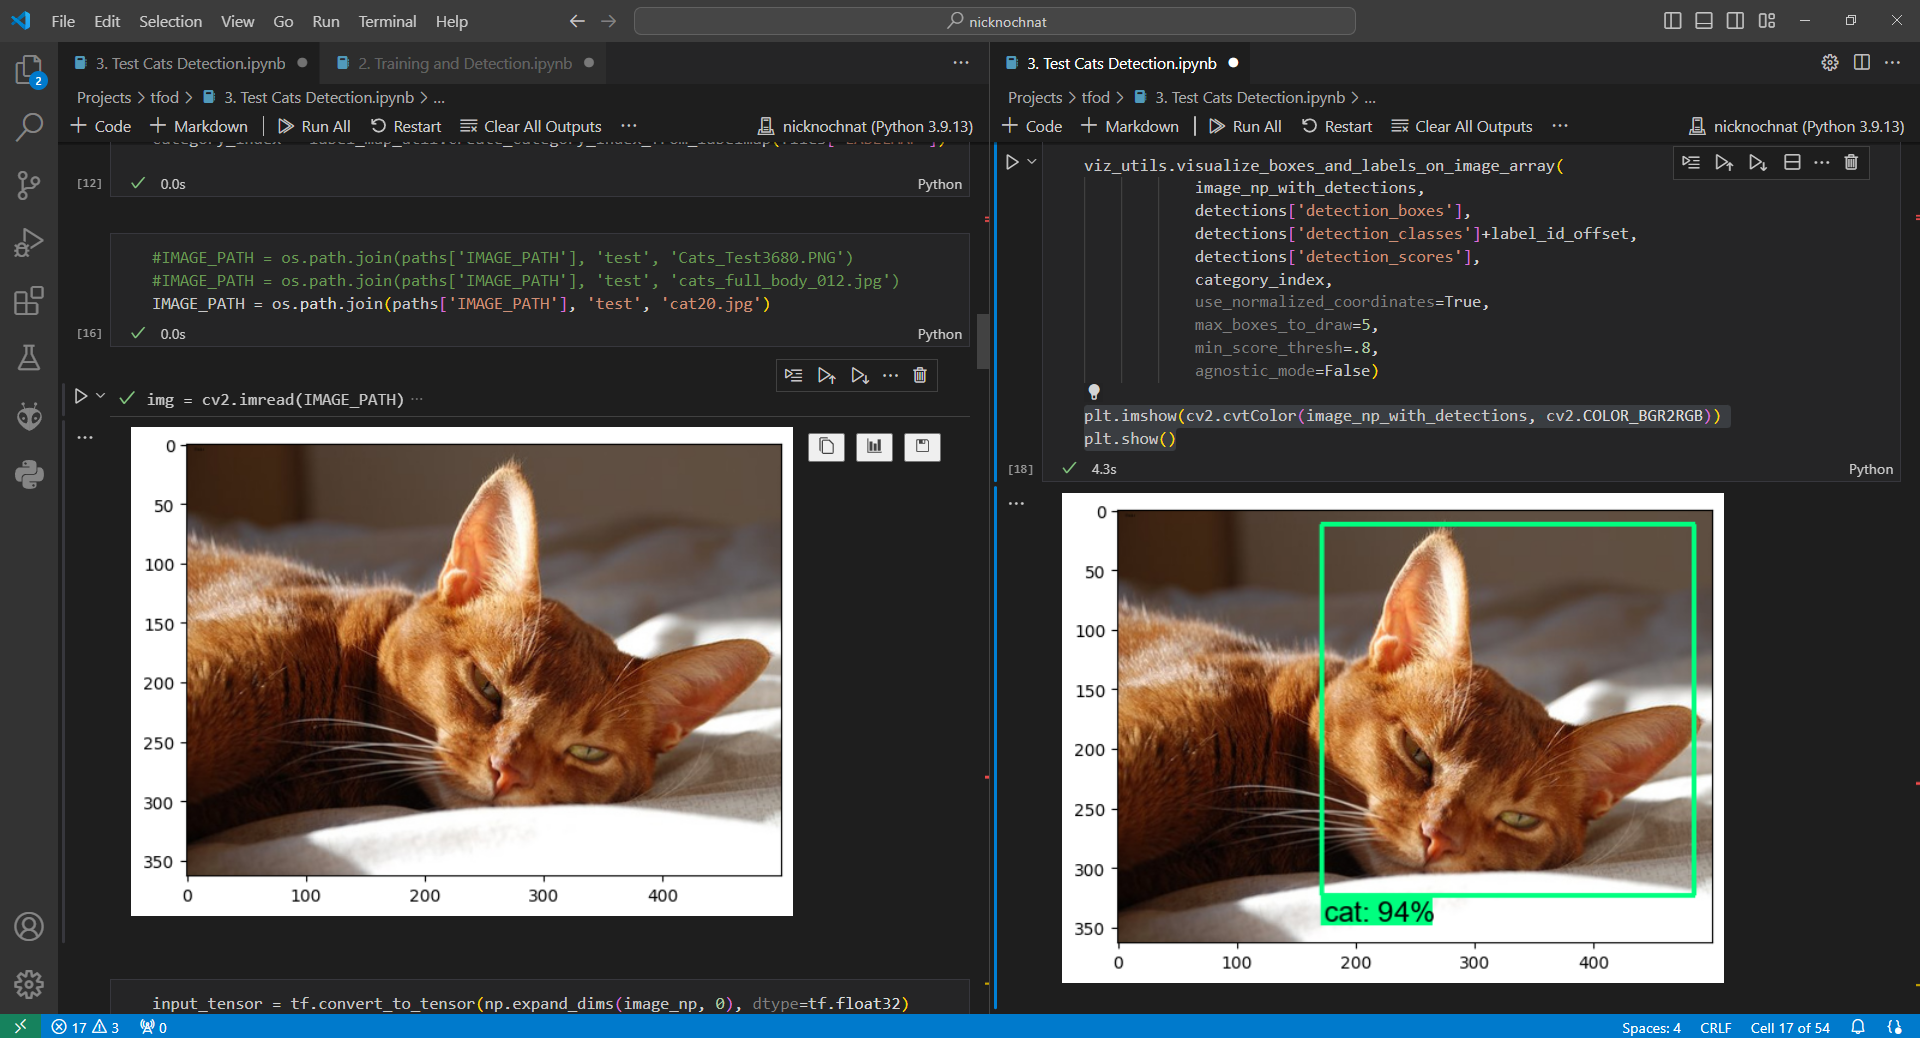 File Edit Selection View Go Run Terminal Help
nicknochnat
3. Test Cats Detection.ipynb
2. Training and Detection.ipynb
Projects > tfod > 3. Test Cats Detection.ipynb > ...
Code Markdown Run All Restart Clear All Outputs ... nicknochnat (Python 3.9.13)
[12] 0.0s Python
#IMAGE_PATH = os.path.join(paths['IMAGE_PATH'], 'test', 'Cats_Test3680.PNG')
#IMAGE_PATH = os.path.join(paths['IMAGE_PATH'], 'test', 'cats_full_body_012.jpg')
IMAGE_PATH = os.path.join(paths['IMAGE_PATH'], 'test', 'cat20.jpg')
[16] 0.0s Python
img = cv2.imread(IMAGE_PATH) ...
0
50
100
150
200
250
300
350
0 100 200 300 400
input_tensor = tf.convert_to_tensor(np.expand_dims(image_np, 0), dtype=tf.float32)
3. Test Cats Detection.ipynb
Projects > tfod > 3. Test Cats Detection.ipynb > ...
Code Markdown Run All Restart Clear All Outputs ... nicknochnat (Python 3.9.13)
viz_utils.visualize_boxes_and_labels_on_image_array(
image_np_with_detections,
detections['detection_boxes'],
detections['detection_classes']+label_id_offset,
detections['detection_scores'],
category_index,
use_normalized_coordinates=True,
max_boxes_to_draw=5,
min_score_thresh=.8,
agnostic_mode=False)
plt.imshow(cv2.cvtColor(image_np_with_detections, cv2.COLOR_BGR2RGB))
plt.show()
[18] 4.3s Python
0
50
100
150
200
250
300
350
cat: 94%
0 100 200 300 400
2
17 3 0
Spaces: 4 CRLF Cell 17 of 54